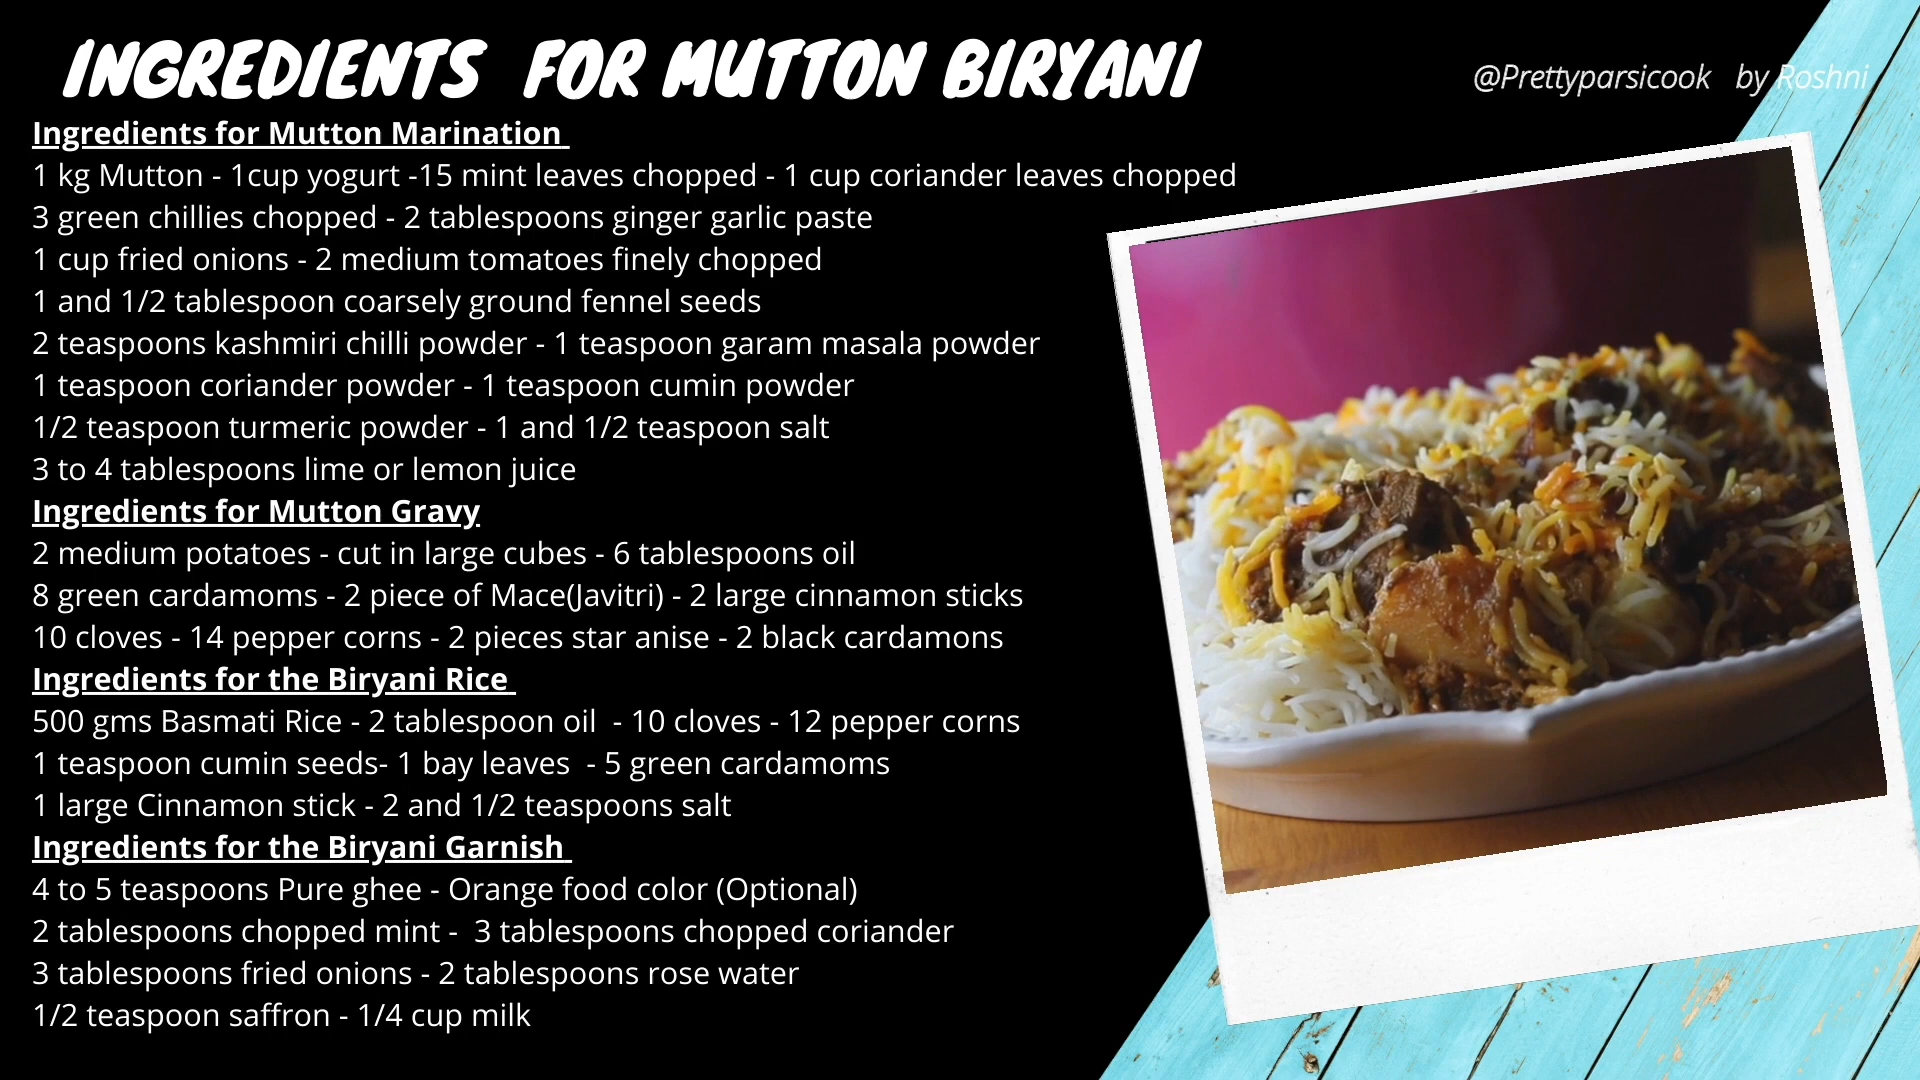 INGREDIENTS FOR MUTTON BIRYANI
@Prettyparsicook by Roshni
Ingredients for Mutton Marination
1 kg Mutton - 1cup yogurt -15 mint leaves chopped - 1 cup coriander leaves chopped
3 green chillies chopped - 2 tablespoons ginger garlic paste
1 cup fried onions - 2 medium tomatoes finely chopped
1 and 1/2 tablespoon coarsely ground fennel seeds
2 teaspoons kashmiri chilli powder - 1 teaspoon garam masala powder
1 teaspoon coriander powder - 1 teaspoon cumin powder
1/2 teaspoon turmeric powder - 1 and 1/2 teaspoon salt
3 to 4 tablespoons lime or lemon juice
Ingredients for Mutton Gravy
2 medium potatoes - cut in large cubes - 6 tablespoons oil
8 green cardamoms - 2 piece of Mace(Javitri) - 2 large cinnamon sticks
10 cloves - 14 pepper corns - 2 pieces star anise - 2 black cardamons
Ingredients for the Biryani Rice
500 gms Basmati Rice - 2 tablespoon oil - 10 cloves - 12 pepper corns
1 teaspoon cumin seeds- 1 bay leaves - 5 green cardamoms
1 large Cinnamon stick - 2 and 1/2 teaspoons salt
Ingredients for the Biryani Garnish
4 to 5 teaspoons Pure ghee - Orange food color (Optional)
2 tablespoons chopped mint - 3 tablespoons chopped coriander
3 tablespoons fried onions - 2 tablespoons rose water
1/2 teaspoon saffron - 1/4 cup milk